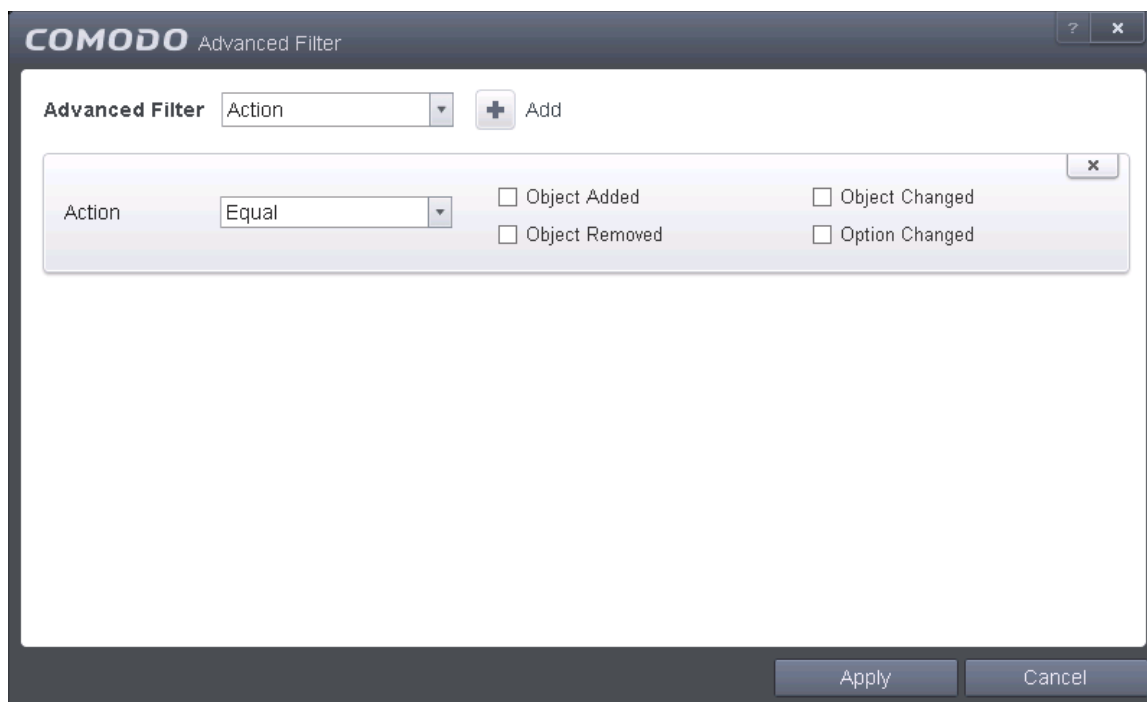 COMODO Advanced Filter ?
Advanced Filter Action Add
Action Equal
Object Added Object Changed
Object Removed Option Changed
Apply Cancel